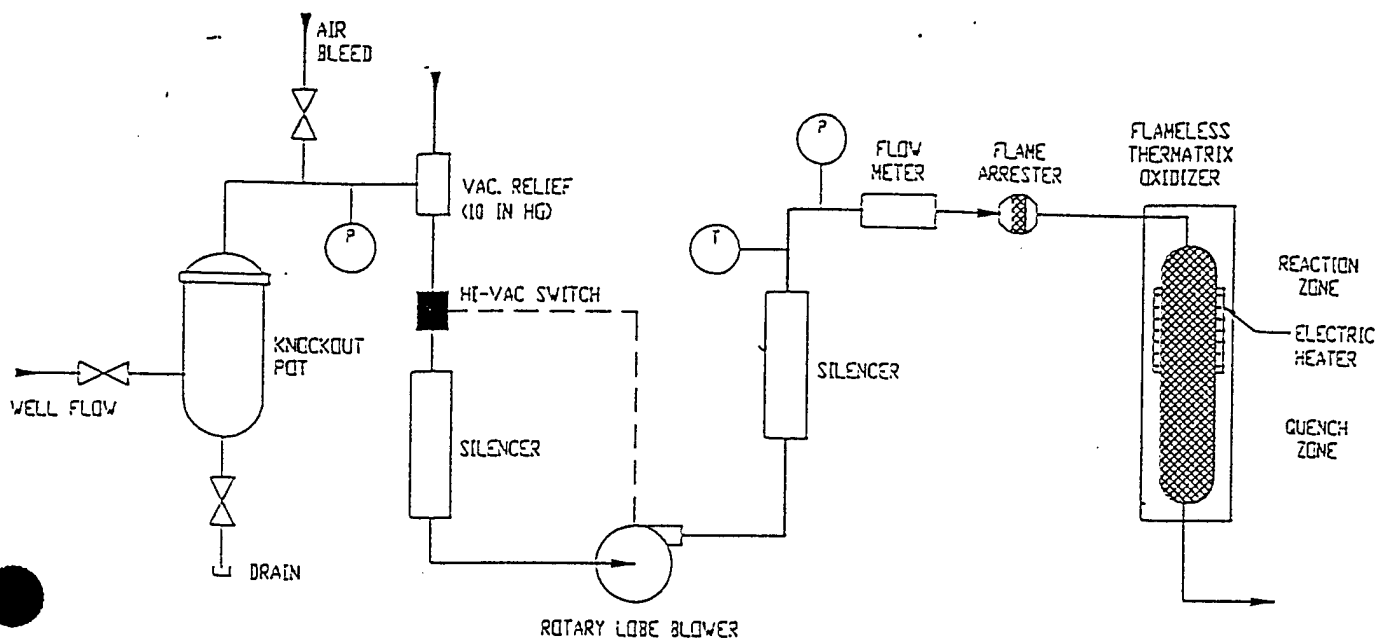 AIR
BLEED
VAC. RELIEF
(10 IN HG)
P
HI-VAC SWITCH
KNOCKOUT
POT
WELL FLOW
SILENCER
DRAIN
ROTARY LOBE BLOWER
SILENCER
T
P
FLOW
METER
FLAME
ARRESTER
FLAMELESS
THERMATRIX
OXIDIZER
REACTION
ZONE
ELECTRIC
HEATER
QUENCH
ZONE